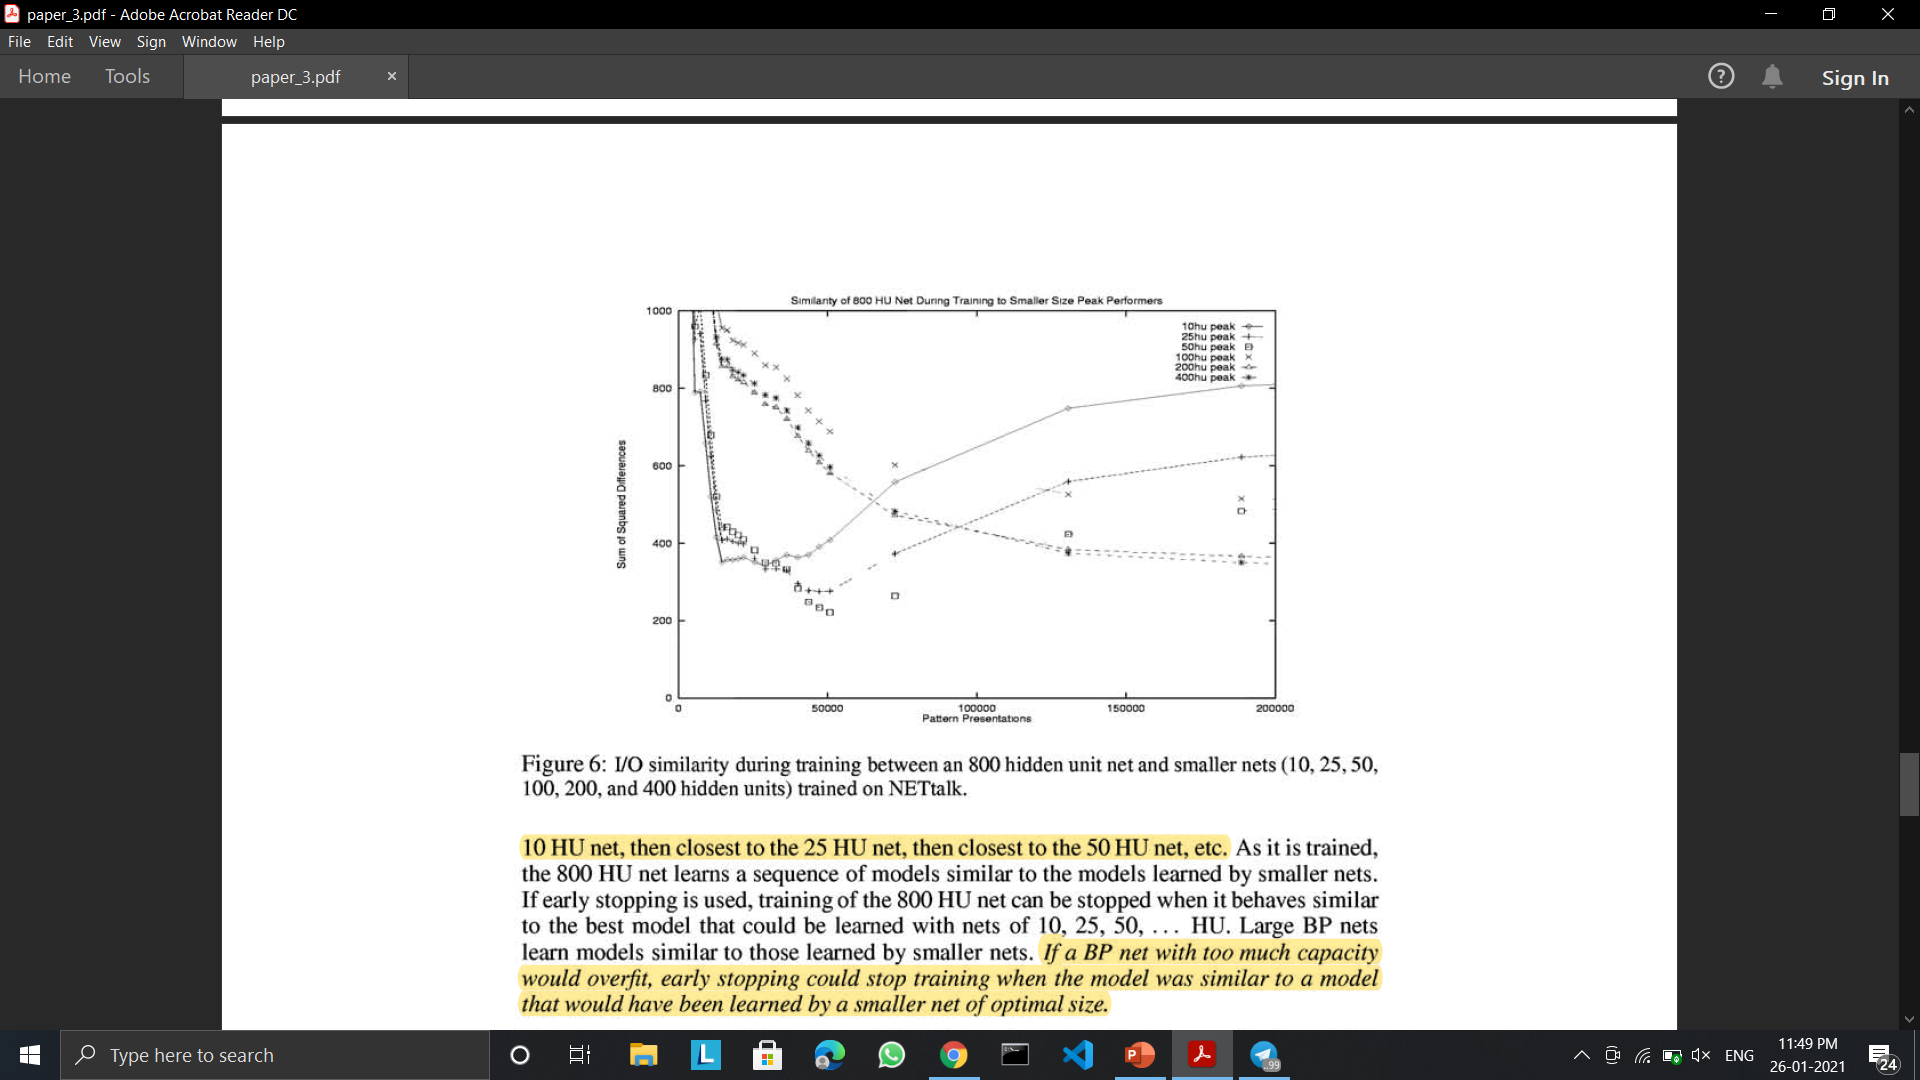 paper_3.pdf - Adobe Acrobat Reader DC
File Edit View Sign Window Help
Home Tools paper_3.pdf × ? Sign In
Similarity of 800 HU Net During Training to Smaller Size Peak Performers
1000
800
600
400
200
0
Sum of Squared Differences
10hu peak
25hu peak
50hu peak
100hu peak
200hu peak
400hu peak
0 50000 100000 150000 200000
Pattern Presentations
Figure 6: I/O similarity during training between an 800 hidden unit net and smaller nets (10, 25, 50,
100, 200, and 400 hidden units) trained on NETtalk.
10 HU net, then closest to the 25 HU net, then closest to the 50 HU net, etc. As it is trained,
the 800 HU net learns a sequence of models similar to the models learned by smaller nets.
If early stopping is used, training of the 800 HU net can be stopped when it behaves similar
to the best model that could be learned with nets of 10, 25, 50, ... HU. Large BP nets
learn models similar to those learned by smaller nets. If a BP net with too much capacity
would overfit, early stopping could stop training when the model was similar to a model
that would have been learned by a smaller net of optimal size.
Type here to search
L
P
.99
ENG
11:49 PM
26-01-2021
24